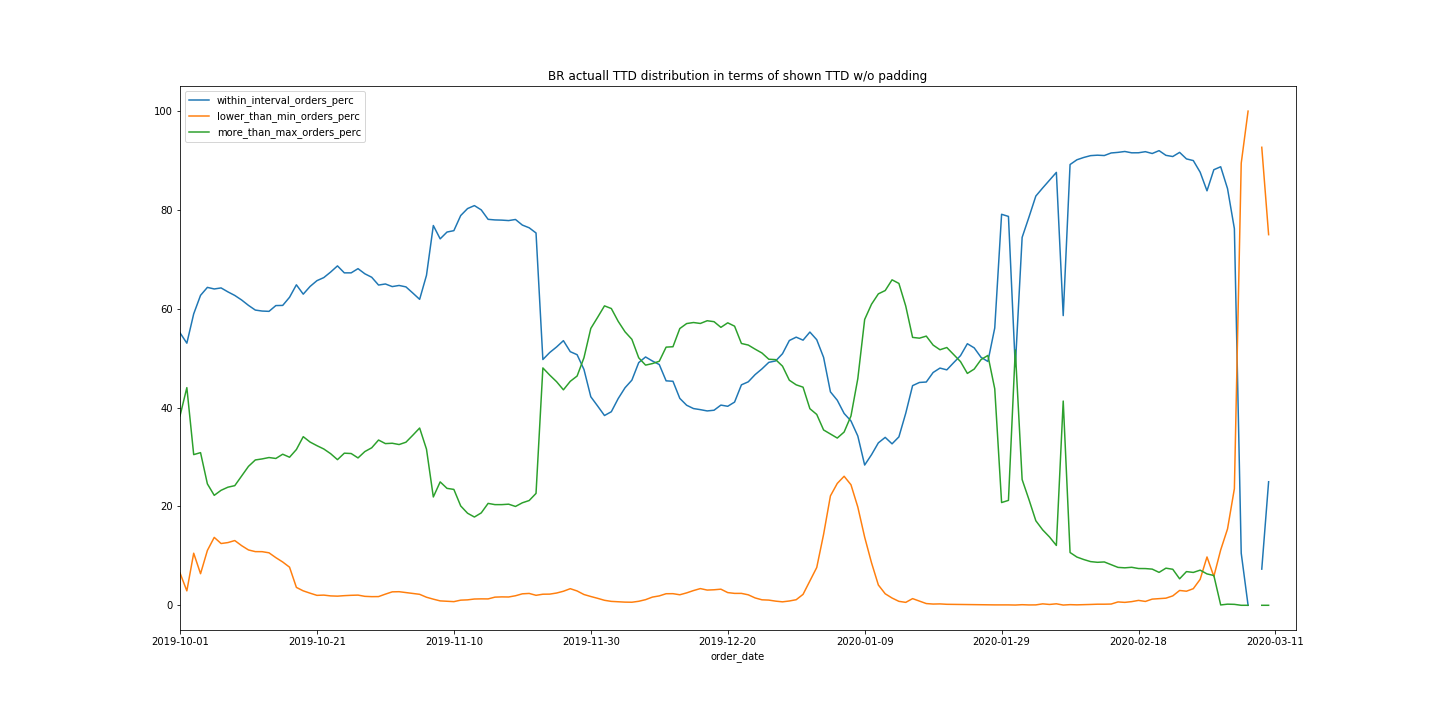 BR actuall TTD distribution in terms of shown TTD w/o padding
within_interval_orders_perc
lower_than_min_orders_perc
more_than_max_orders_perc
100
80
60
40
20
0
2019-10-01 2019-10-21 2019-11-10 2019-11-30 2019-12-20 2020-01-09 2020-01-29 2020-02-18 2020-03-11
order_date